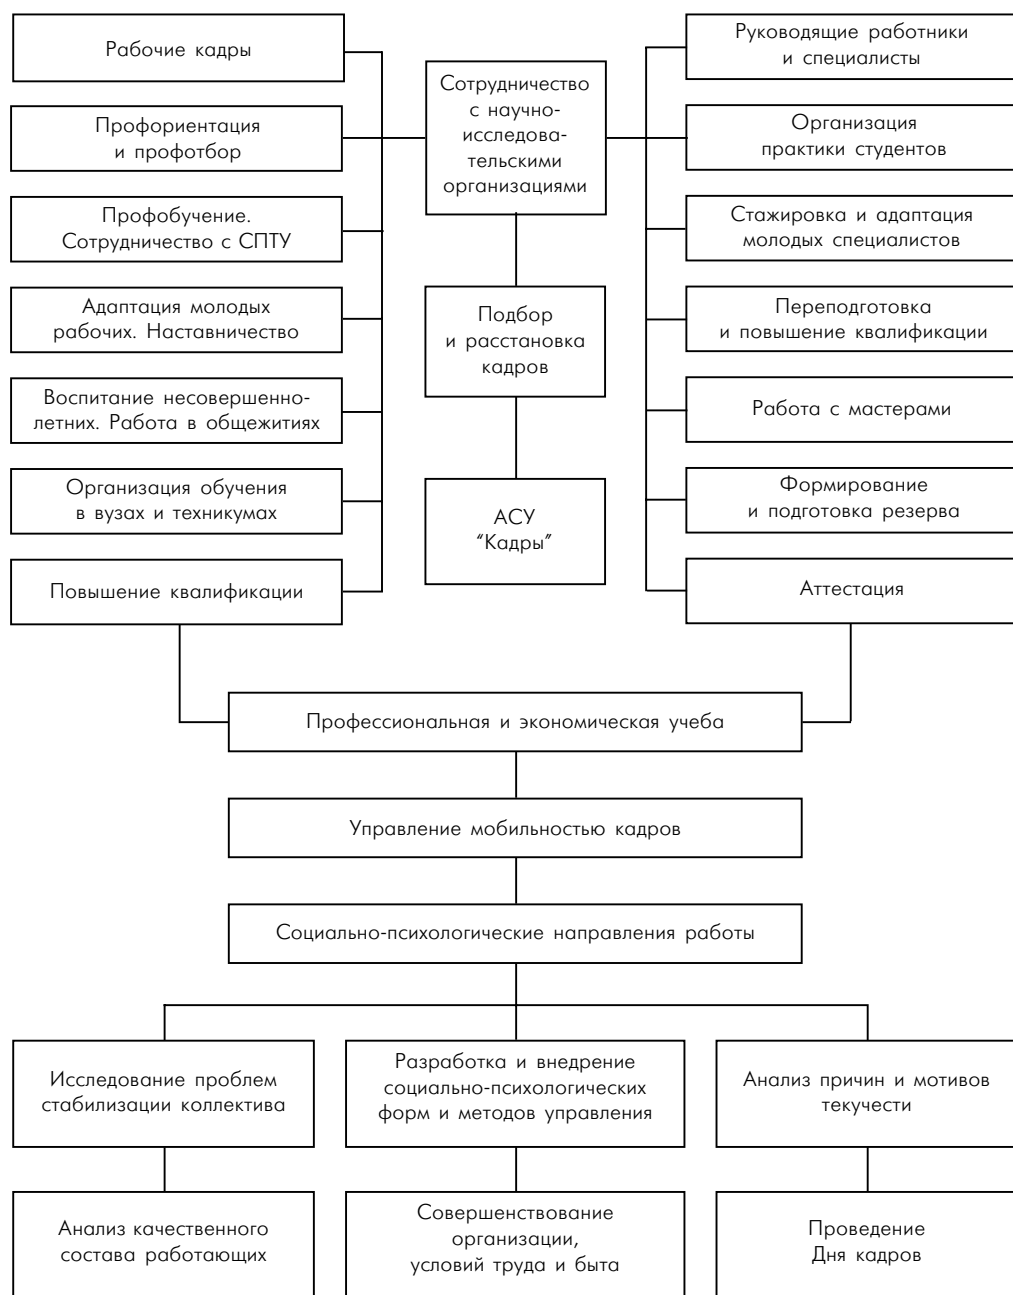 Рабочие кадры
Профориентация
и профотбор
Профобучение.
Сотрудничество с СПТУ
Адаптация молодых
рабочих. Наставничество
Воспитание несовершенно-
летних. Работа в общежитиях
Организация обучения
в вузах и техникумах
Повышение квалификации
Сотрудничество
с научно-
исследова-
тельскими
организациями
Подбор
и расстановка
кадров
АСУ
“Кадры”
Руководящие работники
и специалисты
Организация
практики студентов
Стажировка и адаптация
молодых специалистов
Переподготовка
и повышение квалификации
Работа с мастерами
Формирование
и подготовка резерва
Аттестация
Профессиональная и экономическая учеба
Управление мобильностью кадров
Социально-психологические направления работы
Исследование проблем
стабилизации коллектива
Разработка и внедрение
социально-психологических
форм и методов управления
Анализ причин и мотивов
текучести
Анализ качественного
состава работающих
Совершенствование
организации,
условий труда и быта
Проведение
Дня кадров